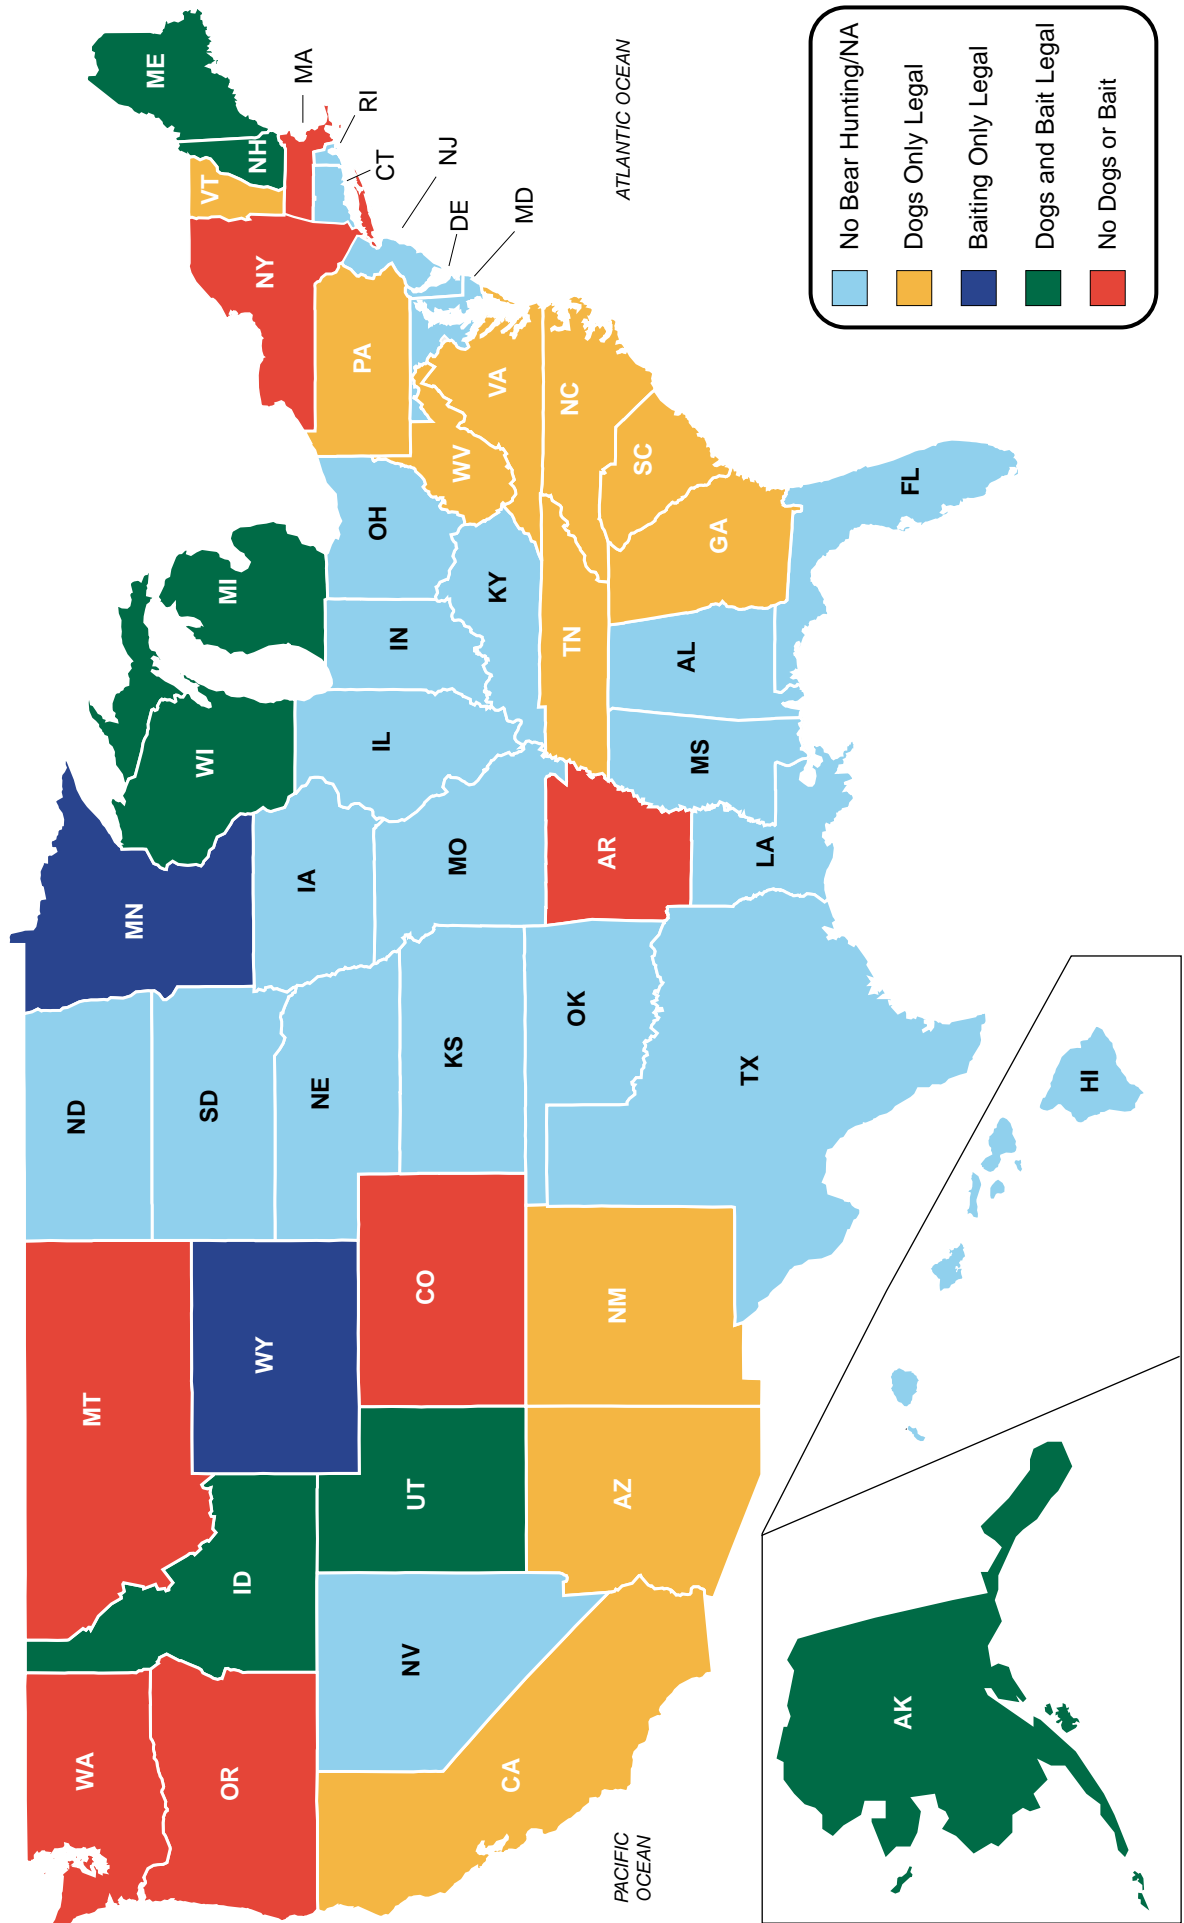 WA
MT
ND
MN
ME
OR
ID
WY
SD
WI
MI
NY
VT
NH
MA
RI
CT
NJ
DE
MD
NV
UT
CO
NE
IA
IL
IN
OH
PA
CA
KS
MO
KY
WV
VA
AZ
NM
OK
AR
TN
NC
SC
TX
LA
MS
AL
GA
FL
AK
HI
PACIFIC
OCEAN
ATLANTIC OCEAN
No Bear Hunting/NA
Dogs Only Legal
Baiting Only Legal
Dogs and Bait Legal
No Dogs or Bait